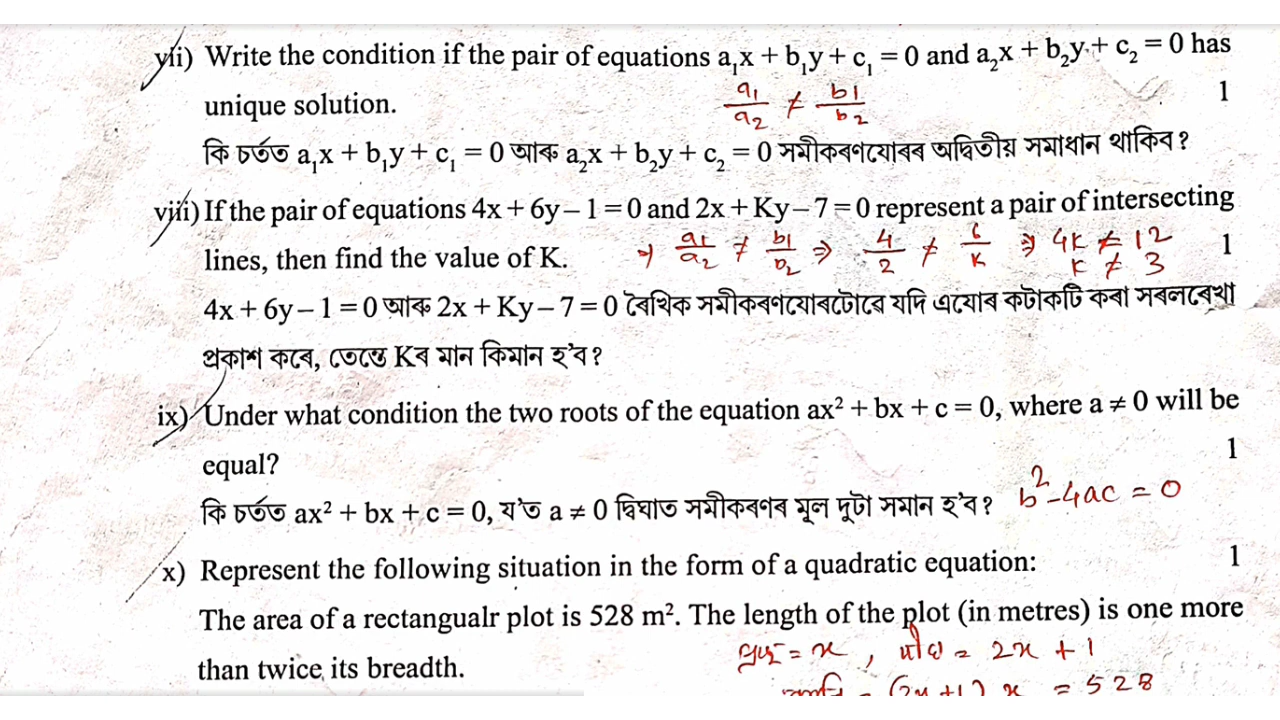 vii) Write the condition if the pair of equations a₁x + b₁y + c₁ = 0 and a₂x + b₂y + c₂ = 0 has
unique solution. a1/a2 ≠ b1/b2 1
কি চৰ্তত a₁x + b₁y + c₁ = 0 আৰু a₂x + b₂y + c₂ = 0 সমীকৰণযোৰৰ অদ্বিতীয় সমাধান থাকিব ?
viii) If the pair of equations 4x + 6y – 1 = 0 and 2x + Ky – 7 = 0 represent a pair of intersecting
lines, then find the value of K. ⇒ a1/a2 ≠ b1/b2 ⇒ 4/2 ≠ 6/K ⇒ 4K ≠ 12 1
K ≠ 3
4x + 6y – 1 = 0 আৰু 2x + Ky – 7 = 0 ৰৈখিক সমীকৰণযোৰটোৱে যদি এযোৰ কটাকটি কৰা সৰলৰেখা
প্ৰকাশ কৰে, তেন্তে Kৰ মান কিমান হ’ব ?
ix) Under what condition the two roots of the equation ax² + bx + c = 0, where a ≠ 0 will be
equal? 1
কি চৰ্তত ax² + bx + c = 0, য’ত a ≠ 0 দ্বিঘাত সমীকৰণৰ মূল দুটা সমান হ’ব ? b²-4ac = 0
x) Represent the following situation in the form of a quadratic equation: 1
The area of a rectangualr plot is 528 m². The length of the plot (in metres) is one more
than twice its breadth. = x, = 2x + 1
= (2x+1) x = 528